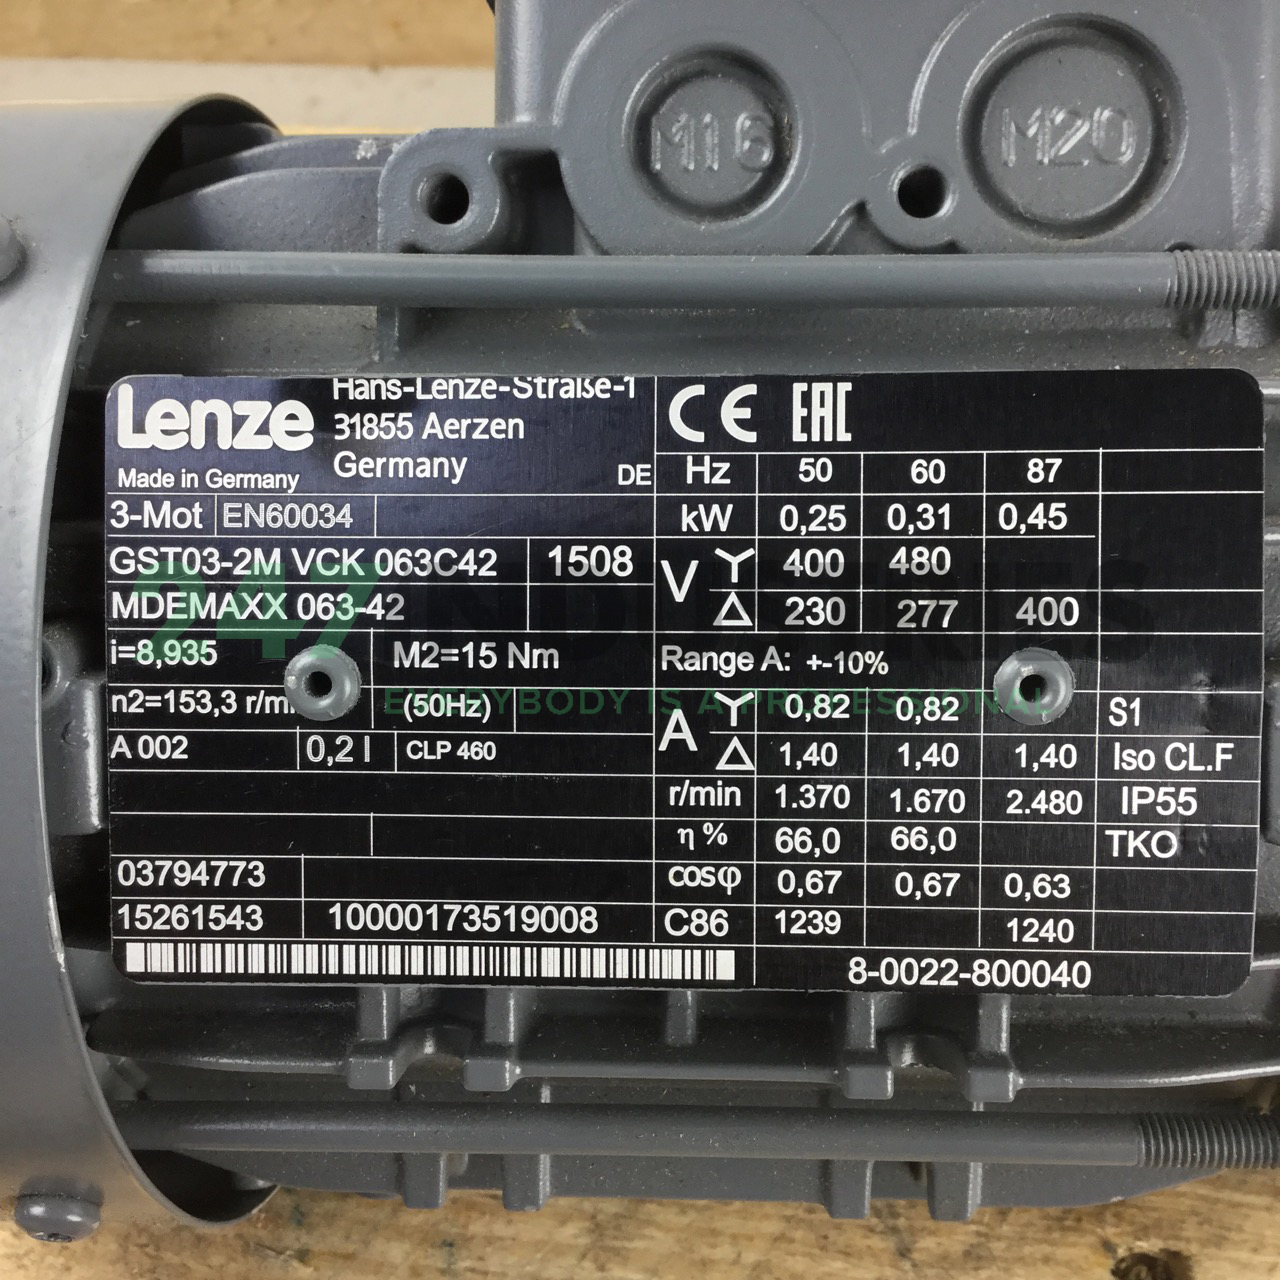 M16 M20
Lenze
Hans-Lenze-Straße-1
31855 Aerzen
Germany
Made in Germany
DE
3-Mot EN60034
GST03-2M VCK 063C42 1508
MDEMAXX 063-42
i=8,935 M2=15 Nm
n2=153,3 r/mi (50Hz)
A 002 0,2 l CLP 460
03794773
15261543 10000173519008
CE EAC
Hz 50 60 87
kW 0,25 0,31 0,45
V Y 400 480
△ 230 277 400
Range A: +-10%
A Y 0,82 0,82 S1
△ 1,40 1,40 1,40 Iso CL.F
r/min 1.370 1.670 2.480 IP55
η % 66,0 66,0 TKO
cosφ 0,67 0,67 0,63
C86 1239 1240
8-0022-800040
247 INDUSTRIES
EVERYBODY IS A PROFESSIONAL